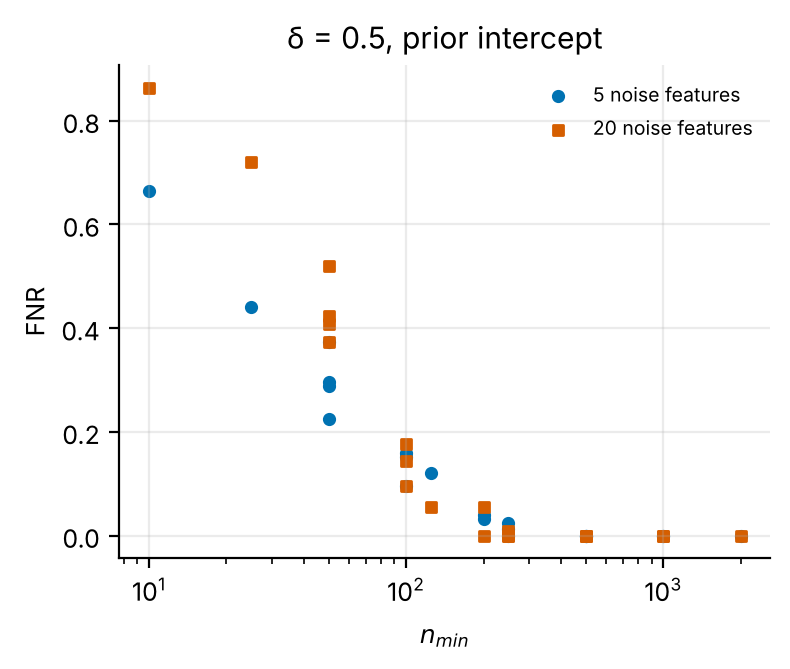 δ = 0.5, prior intercept
5 noise features
20 noise features
FNR
0.8
0.6
0.4
0.2
0.0
10¹
10²
10³
n_min